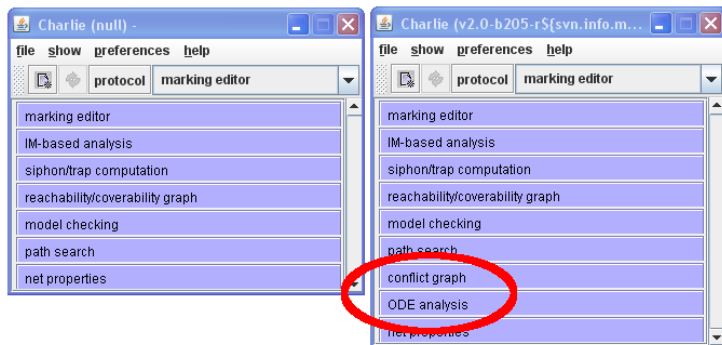 Charlie (null) -
file show preferences help
protocol marking editor
marking editor
IM-based analysis
siphon/trap computation
reachability/coverability graph
model checking
path search
net properties
Charlie (v2.0-b205-r${svn.info.m...
file show preferences help
protocol marking editor
marking editor
IM-based analysis
siphon/trap computation
reachability/coverability graph
model checking
path search
conflict graph
ODE analysis
net properties